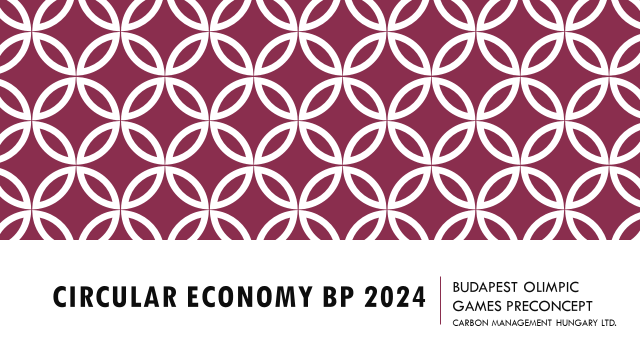 CIRCULAR ECONOMY BP 2024
BUDAPEST OLIMPIC
GAMES PRECONCEPT
CARBON MANAGEMENT HUNGARY LTD.